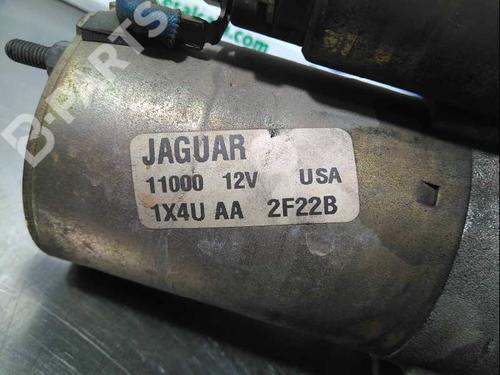 B-PARTS
JAGUAR
11000 12V USA
1X4U AA 2F22B